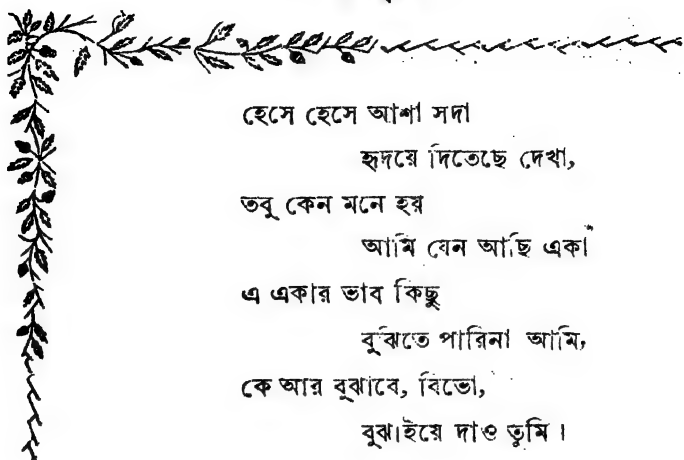 হেসে হেসে আশা সদা
হৃদয়ে দিতেছে দেখা,
তবু কেন মনে হয়
আমি যেন আছি একা
এ একার ভাব কিছু
বুঝিতে পারিনা আমি,
কে আর বুঝাবে, বিভো,
বুঝাইয়ে দাও তুমি।